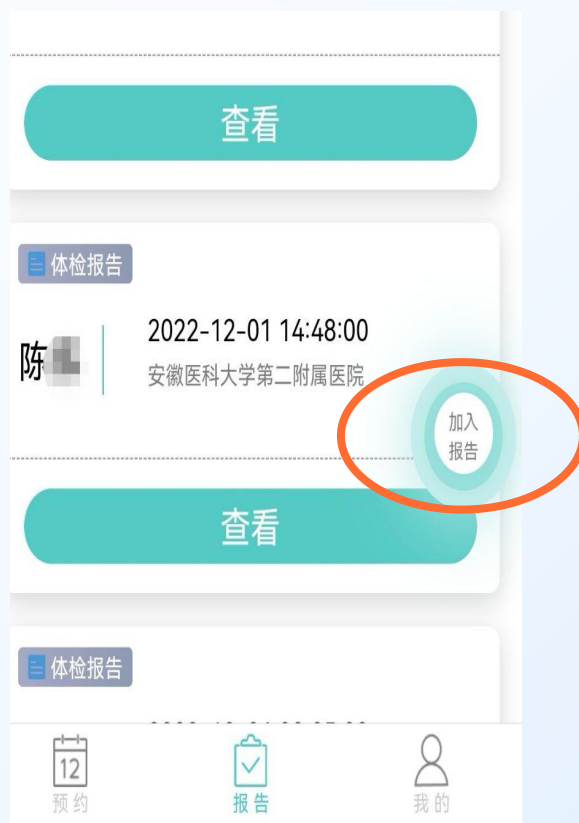 查看
体检报告
陈
2022-12-01 14:48:00
安徽医科大学第二附属医院
加入
报告
查看
体检报告
12
预约
报告
我的